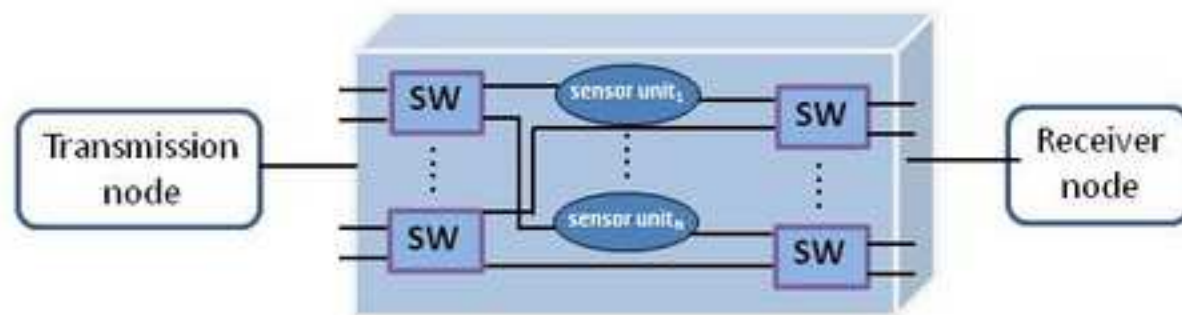 Transmission
node
SW
sensor unit₁
SW
SW
sensor unitₙ
SW
Receiver
node